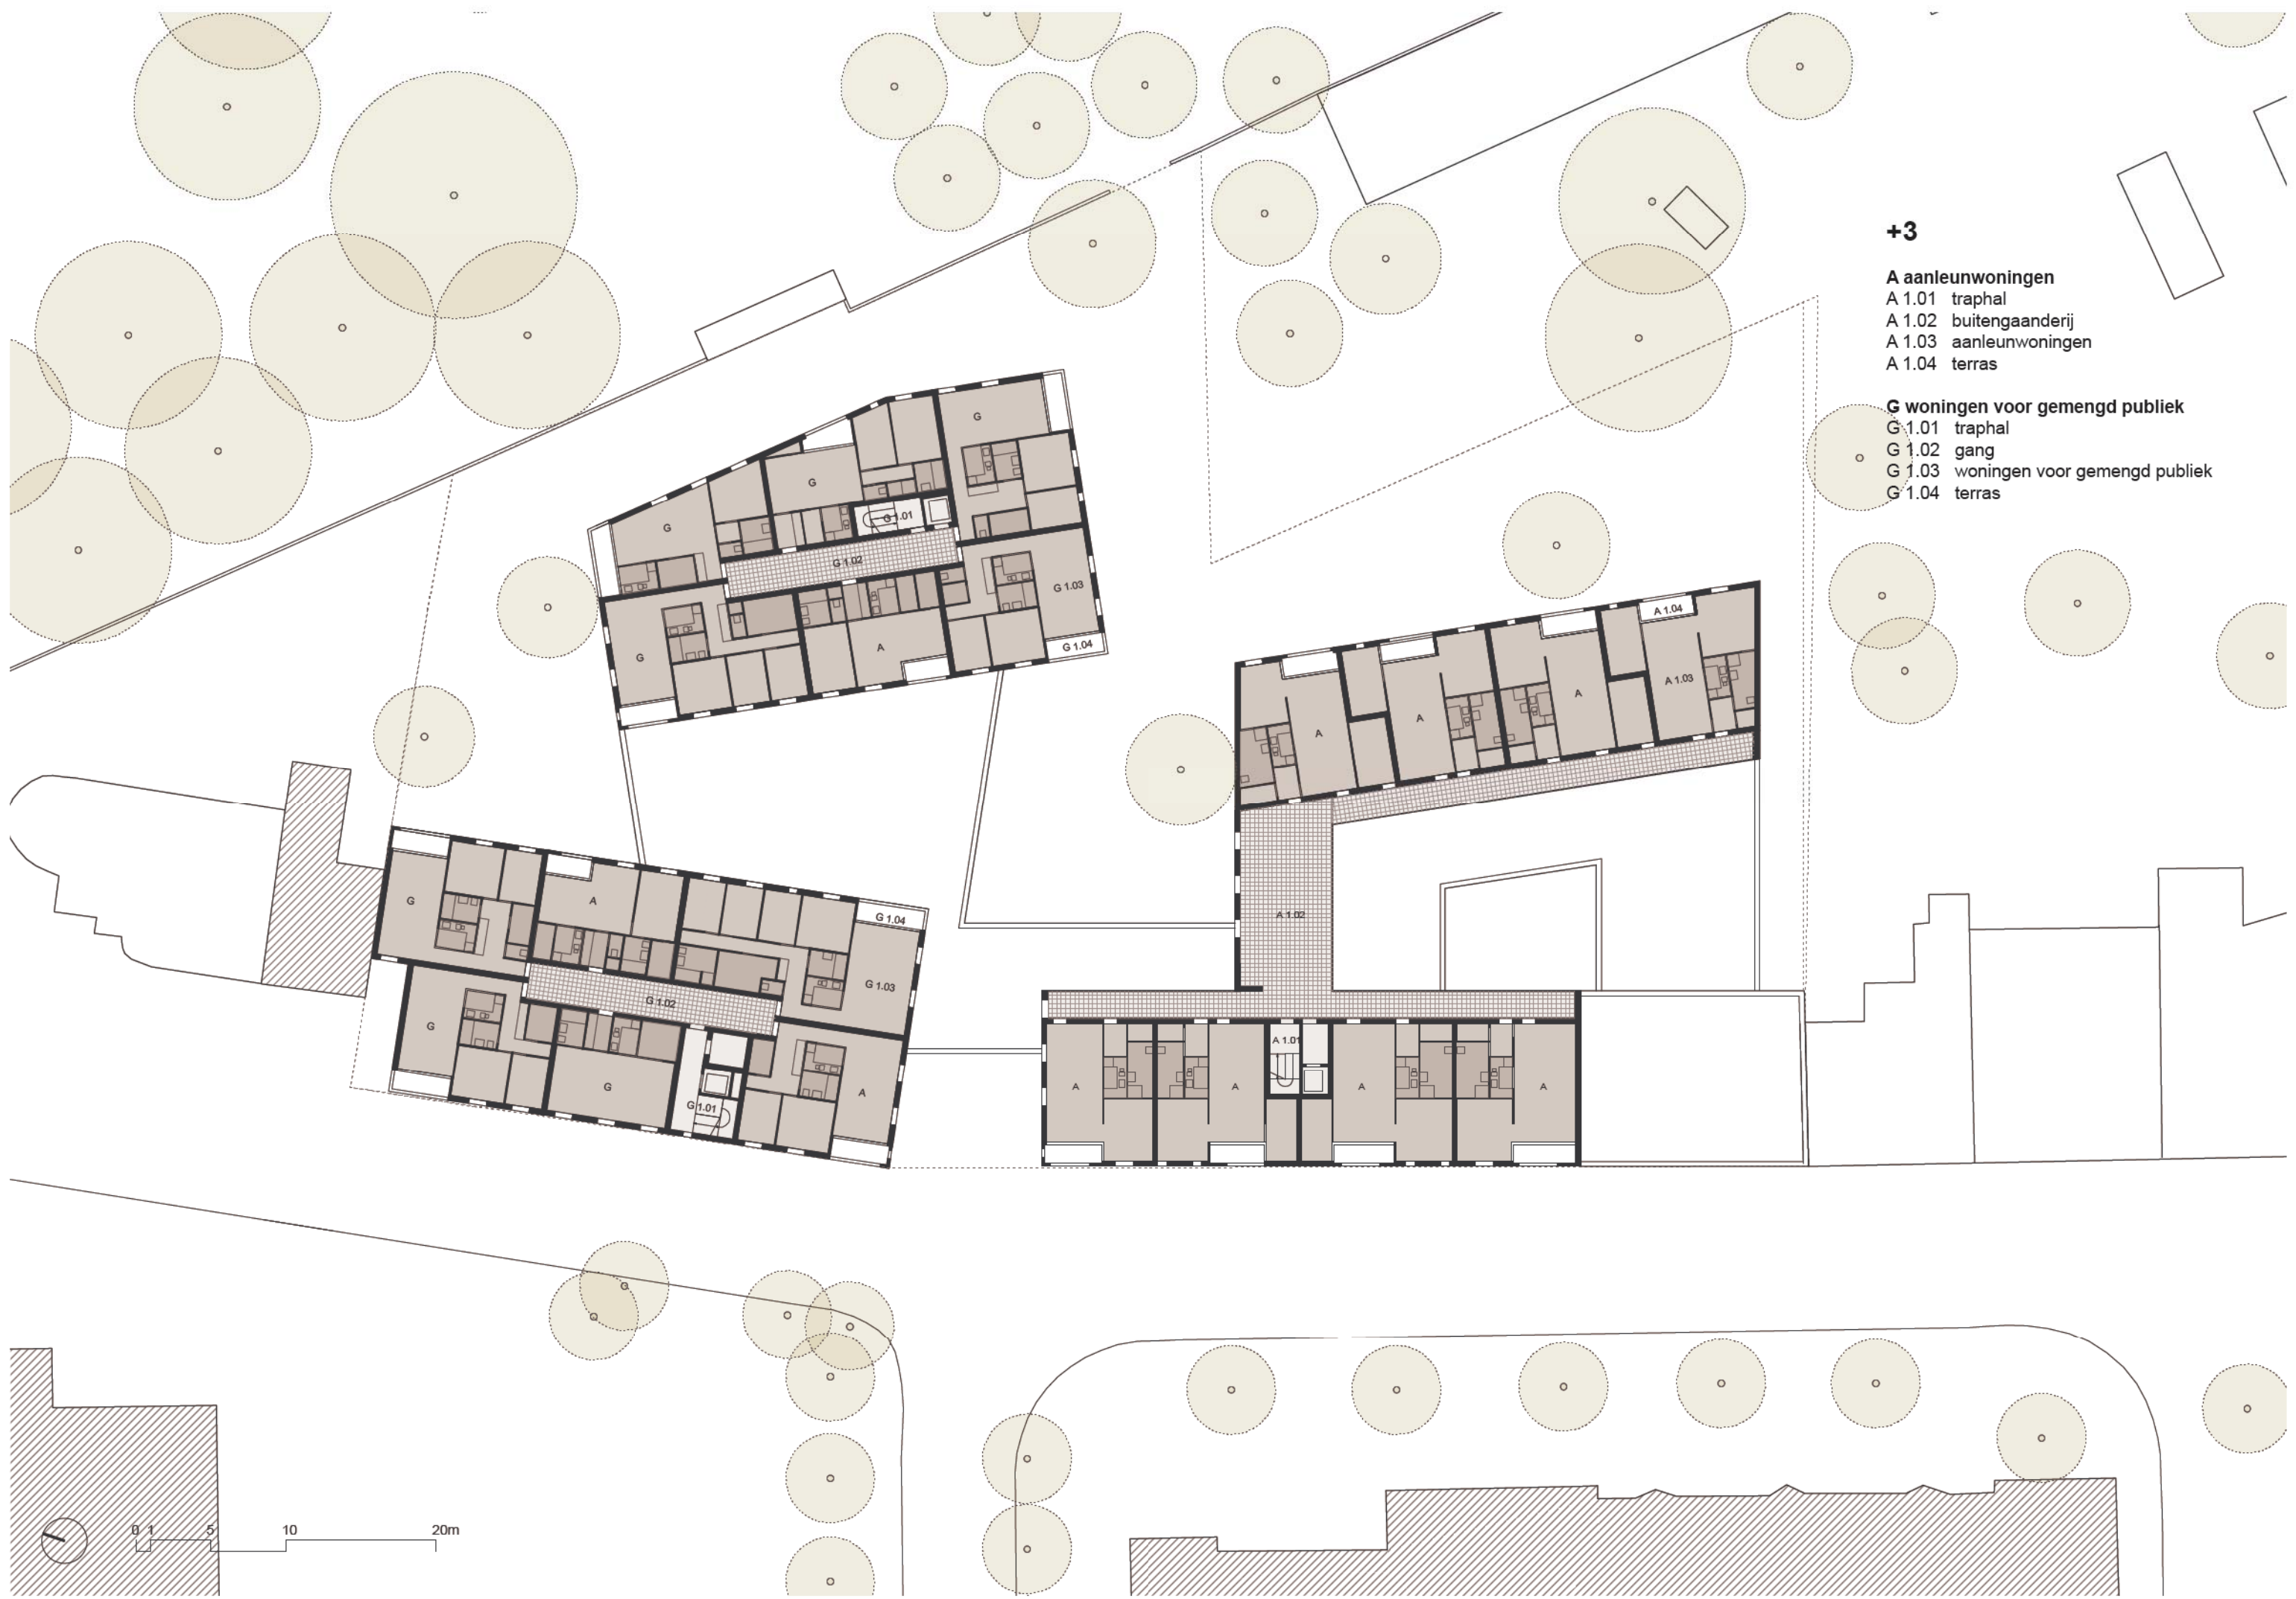 +3
A aanleunwoningen
A 1.01 traphal
A 1.02 buitengaanderij
A 1.03 aanleunwoningen
A 1.04 terras
G woningen voor gemengd publiek
G 1.01 traphal
G 1.02 gang
G 1.03 woningen voor gemengd publiek
G 1.04 terras
G
G
G 1.01
G
G 1.02
G 1.03
G
A
G 1.04
A 1.04
A 1.03
A
A
A
A 1.02
G
A
G 1.04
G 1.03
G 1.02
G
G
G 1.01
A
A 1.01
A
A
A
A
0 1 5 10 20m